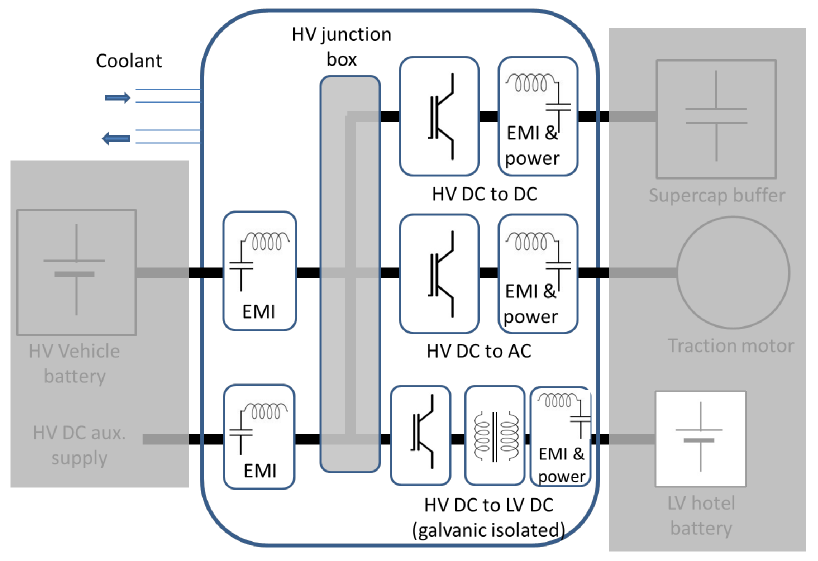 HV junction
box
Coolant
EMI &
power
HV DC to DC
Supercap buffer
EMI
EMI &
power
HV DC to AC
HV Vehicle
battery
Traction motor
HV DC aux.
supply
EMI
EMI &
power
HV DC to LV DC
(galvanic isolated)
LV hotel
battery